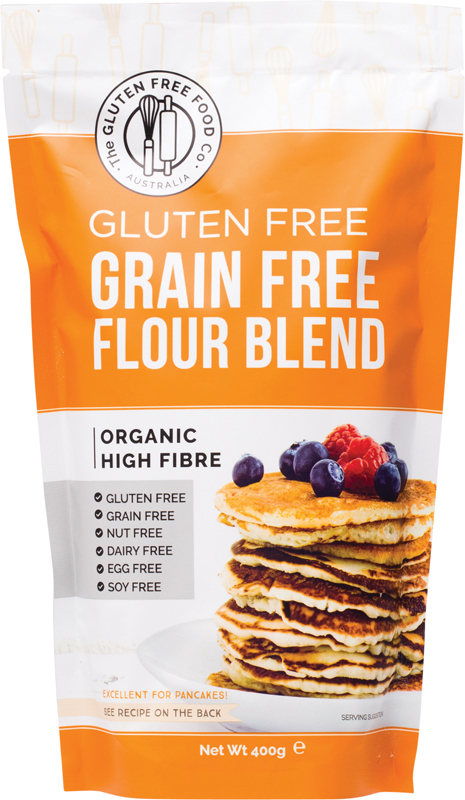 The GLUTEN FREE FOOD Co.
AUSTRALIA
GLUTEN FREE
GRAIN FREE
FLOUR BLEND
ORGANIC
HIGH FIBRE
GLUTEN FREE
GRAIN FREE
NUT FREE
DAIRY FREE
EGG FREE
SOY FREE
EXCELLENT FOR PANCAKES!
SEE RECIPE ON THE BACK
SERVING SUGGESTION
Net Wt 400g ℮